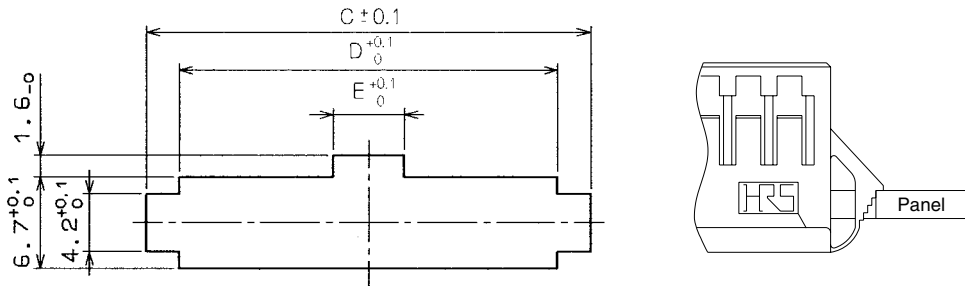 C ± 0.1
D +0.1 0
E +0.1 0
1.6 -0
6.7 +0.1 0
4.2 +0.1 0
HRS
Panel